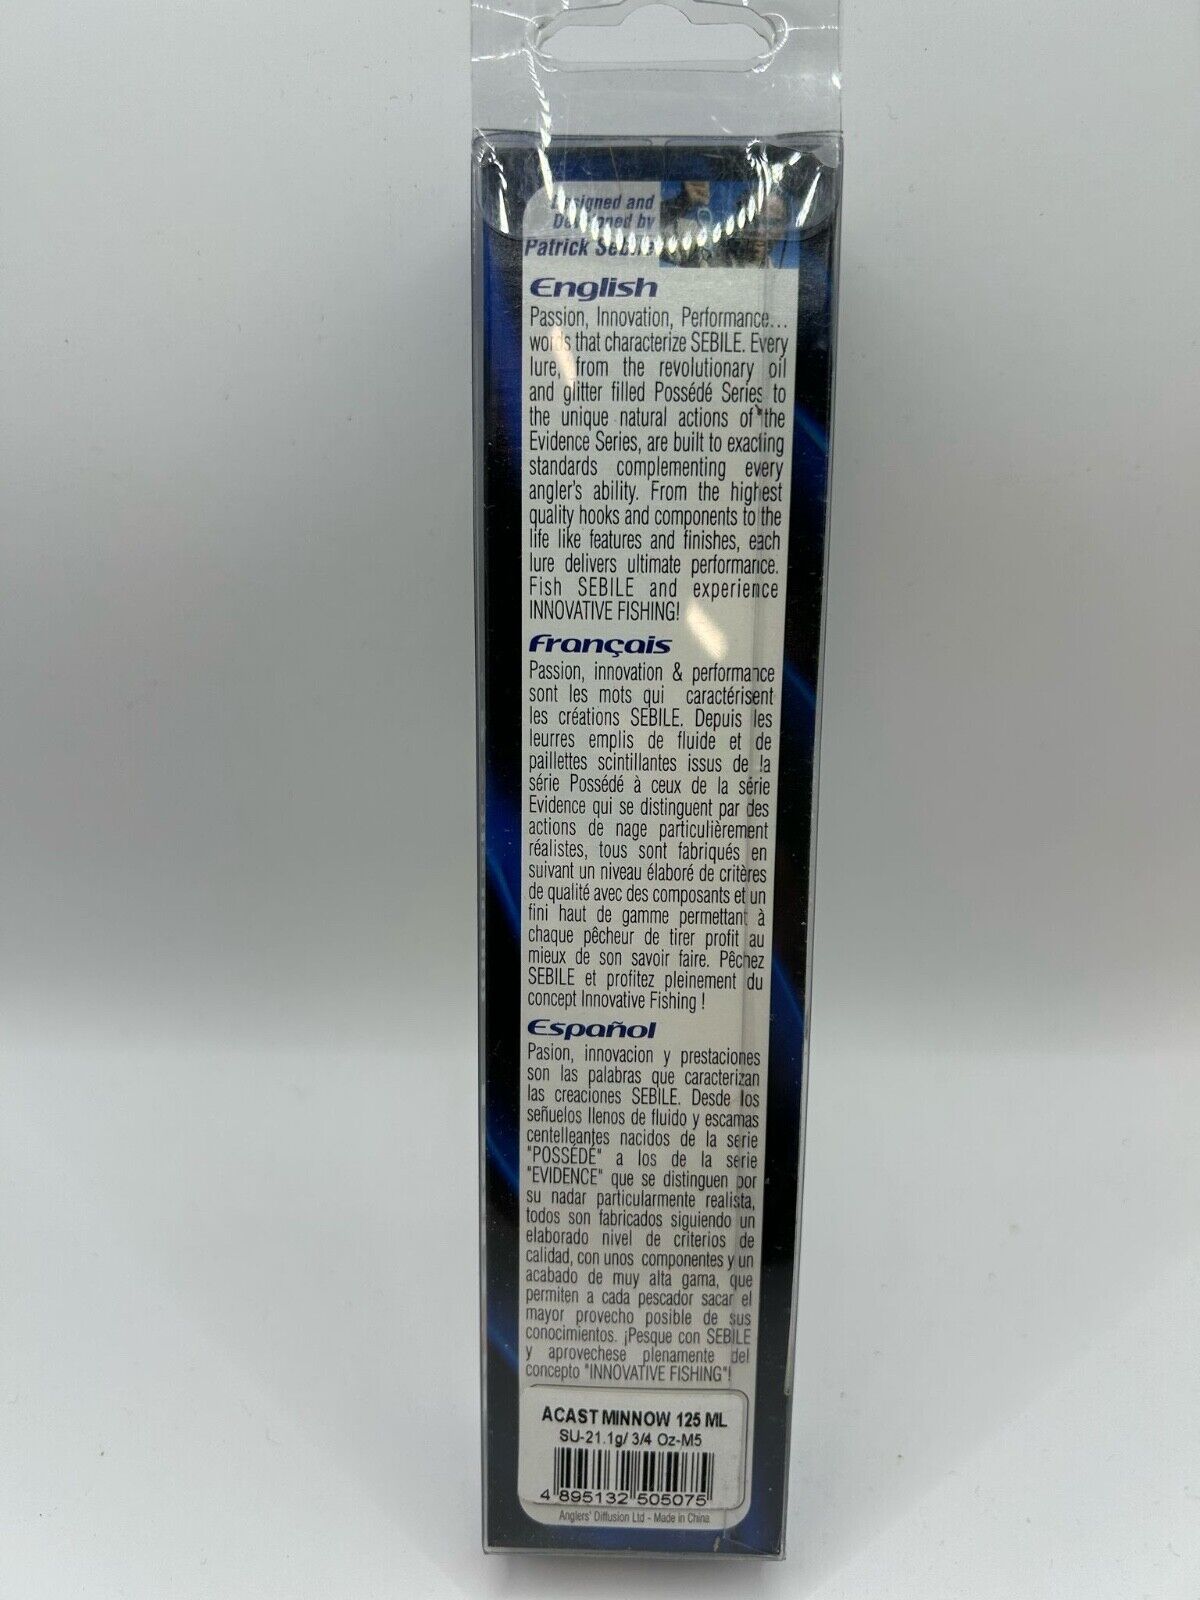 Designed and
Developed by
Patrick Sebile
English
Passion, Innovation, Performance...
words that characterize SEBILE. Every
lure, from the revolutionary oil
and glitter filled Possédé Series to
the unique natural actions of the
Evidence Series, are built to exacting
standards complementing every
angler's ability. From the highest
quality hooks and components to the
life like features and finishes, each
lure delivers ultimate performance.
Fish SEBILE and experience
INNOVATIVE FISHING!
Français
Passion, innovation & performance
sont les mots qui caractérisent
les créations SEBILE. Depuis les
leurres emplis de fluide et de
paillettes scintillantes issus de la
série Possédé à ceux de la série
Evidence qui se distinguent par des
actions de nage particulièrement
réalistes, tous sont fabriqués en
suivant un niveau élaboré de critères
de qualité avec des composants et un
fini haut de gamme permettant à
chaque pêcheur de tirer profit au
mieux de son savoir faire. Pêchez
SEBILE et profitez pleinement du
concept Innovative Fishing !
Español
Pasion, innovacion y prestaciones
son las palabras que caracterizan
las creaciones SEBILE. Desde los
señuelos llenos de fluido y escamas
centelleantes nacidos de la serie
"POSSÉDÉ" a los de la serie
"EVIDENCE" que se distinguen por
su nadar particularmente realista,
todos son fabricados siguiendo un
elaborado nivel de criterios de
calidad, con unos componentes y un
acabado de muy alta gama, que
permiten a cada pescador sacar el
mayor provecho posible de sus
conocimientos. ¡Pesque con SEBILE
y aprovechese plenamente del
concepto "INNOVATIVE FISHING"!
ACAST MINNOW 125 ML
SU-21.1g/ 3/4 Oz-M5
4 895132 505075
Anglers' Diffusion Ltd - Made in China